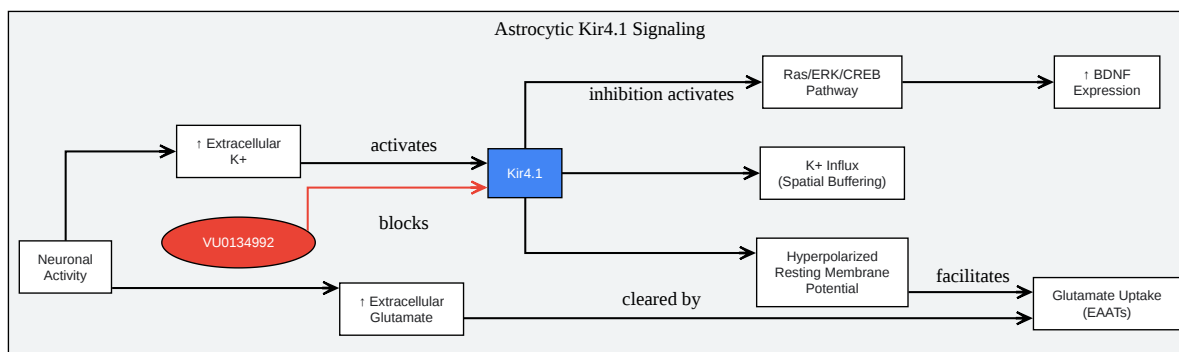 Astrocytic Kir4.1 Signaling
Ras/ERK/CREB
Pathway
↑ BDNF
Expression
inhibition activates
↑ Extracellular
K+
activates
Kir4.1
K+ Influx
(Spatial Buffering)
blocks
VU0134992
Neuronal
Activity
Hyperpolarized
Resting Membrane
Potential
facilitates
↑ Extracellular
Glutamate
cleared by
Glutamate Uptake
(EAATs)